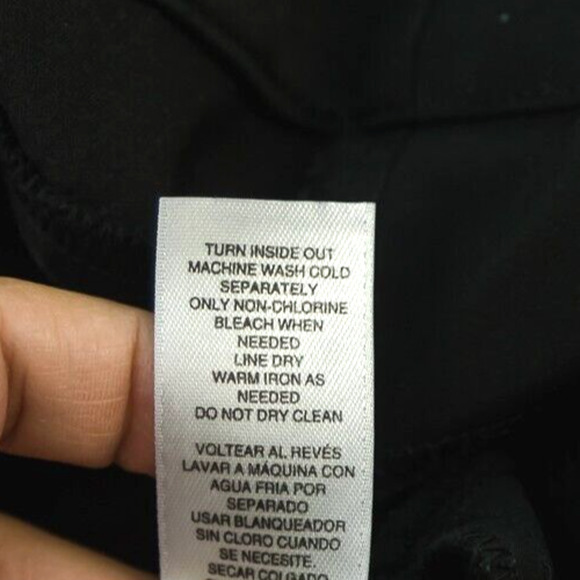 TURN INSIDE OUT
MACHINE WASH COLD
SEPARATELY
ONLY NON-CHLORINE
BLEACH WHEN
NEEDED
LINE DRY
WARM IRON AS
NEEDED
DO NOT DRY CLEAN
VOLTEAR AL REVÉS
LAVAR A MÁQUINA CON
AGUA FRIA POR
SEPARADO
USAR BLANQUEADOR
SIN CLORO CUANDO
SE NECESITE.
SECAR COLGADO